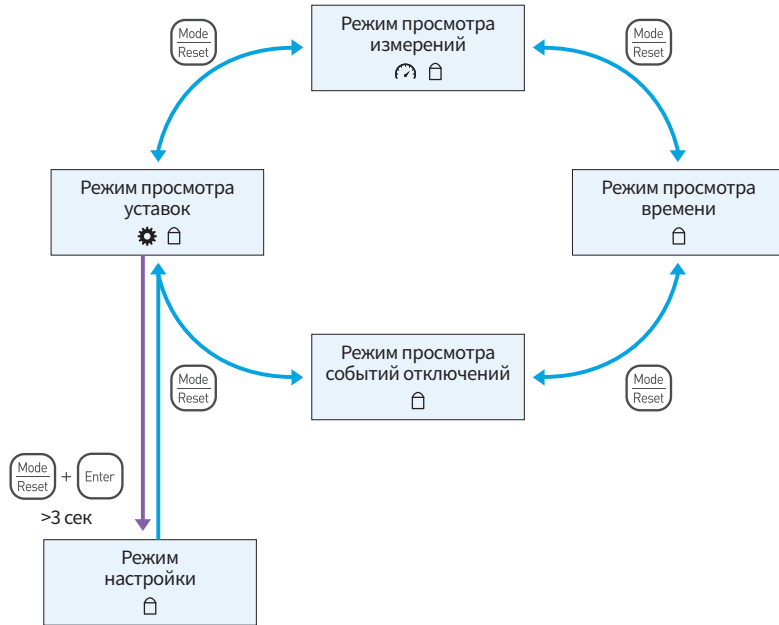 Режим просмотра
измерений
Mode
Reset
Mode
Reset
Режим просмотра
уставок
Режим просмотра
времени
Режим просмотра
событий отключений
Mode
Reset
Mode
Reset
Mode
Reset
+
Enter
>3 сек
Режим
настройки